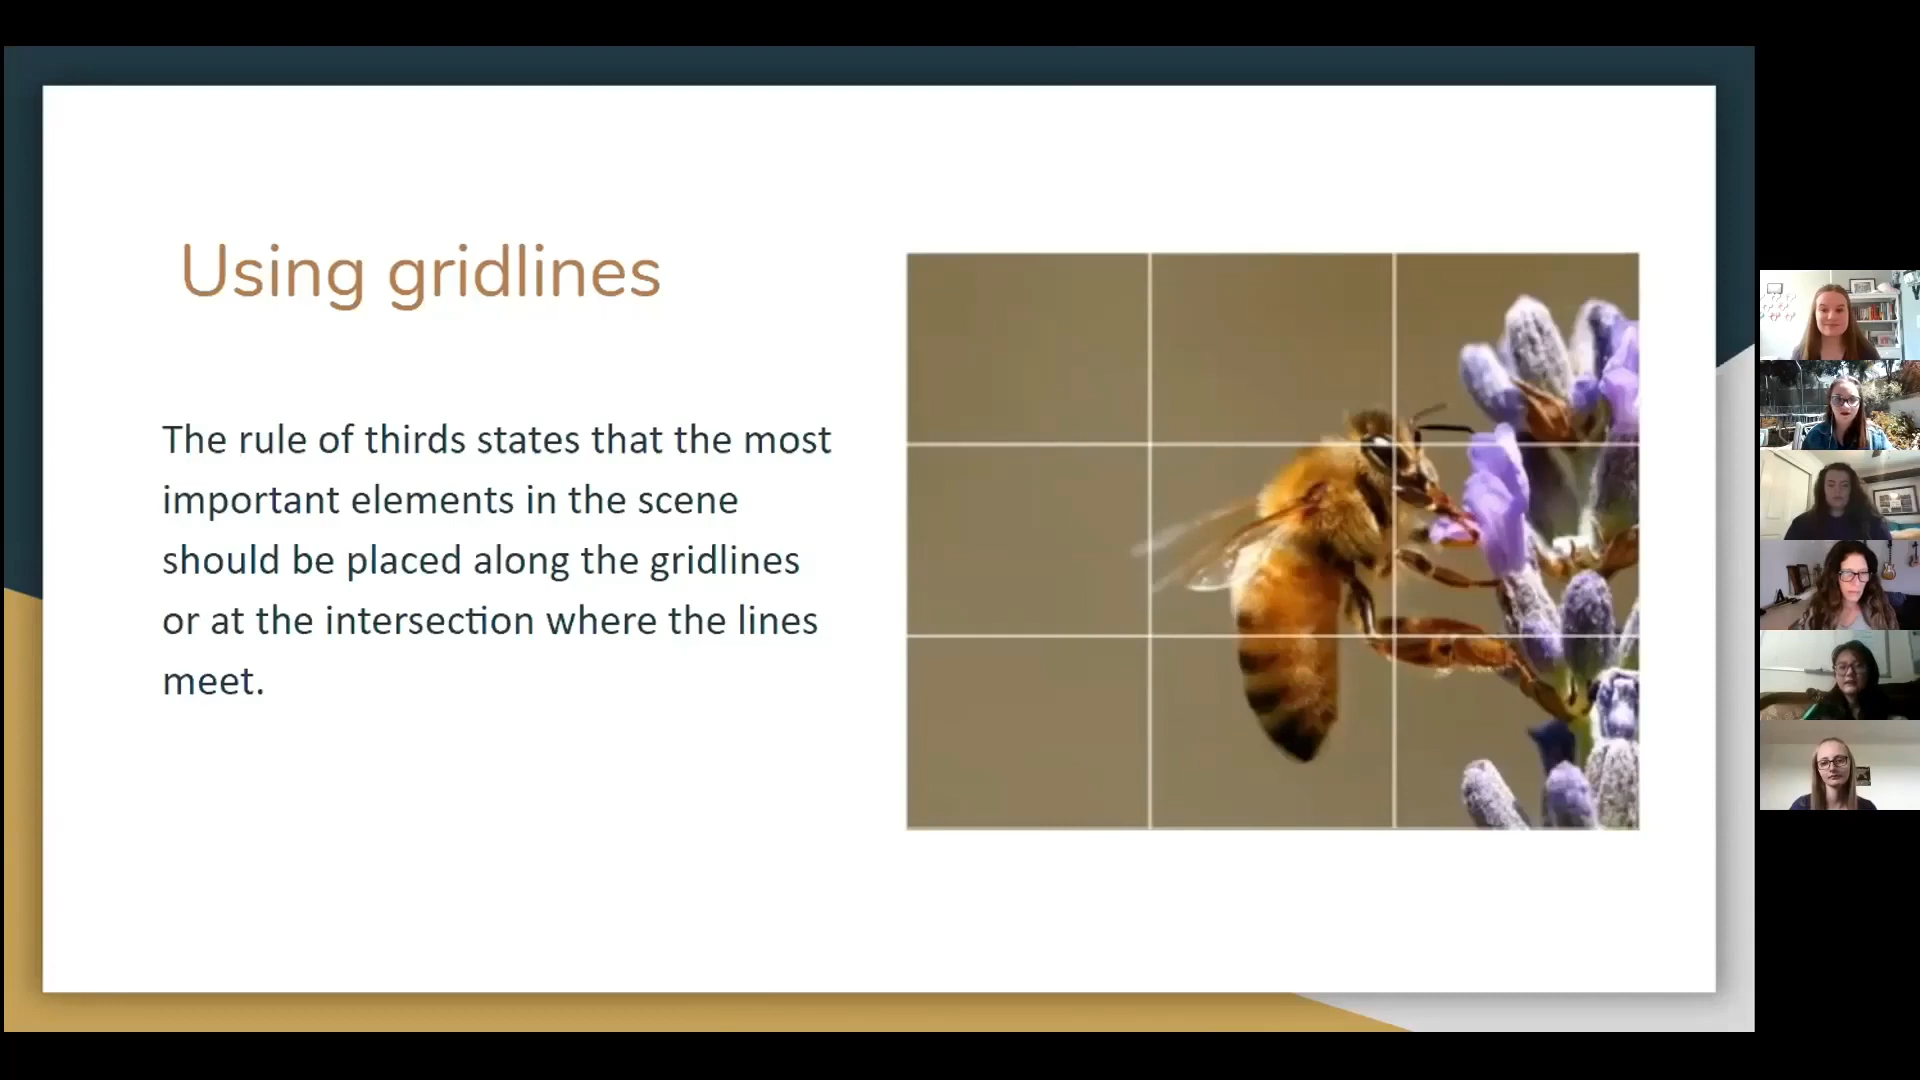 Using gridlines
The rule of thirds states that the most
important elements in the scene
should be placed along the gridlines
or at the intersection where the lines
meet.